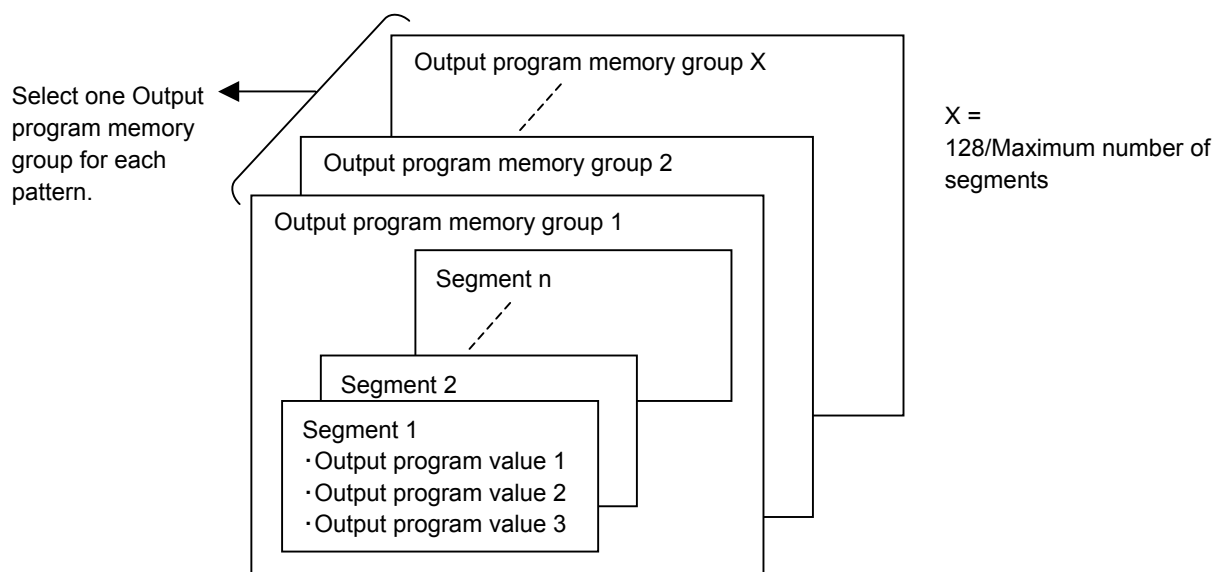 Output program memory group X
Select one Output
program memory
group for each
pattern.
X =
128/Maximum number of
segments
Output program memory group 2
Output program memory group 1
Segment n
Segment 2
Segment 1
･Output program value 1
･Output program value 2
･Output program value 3